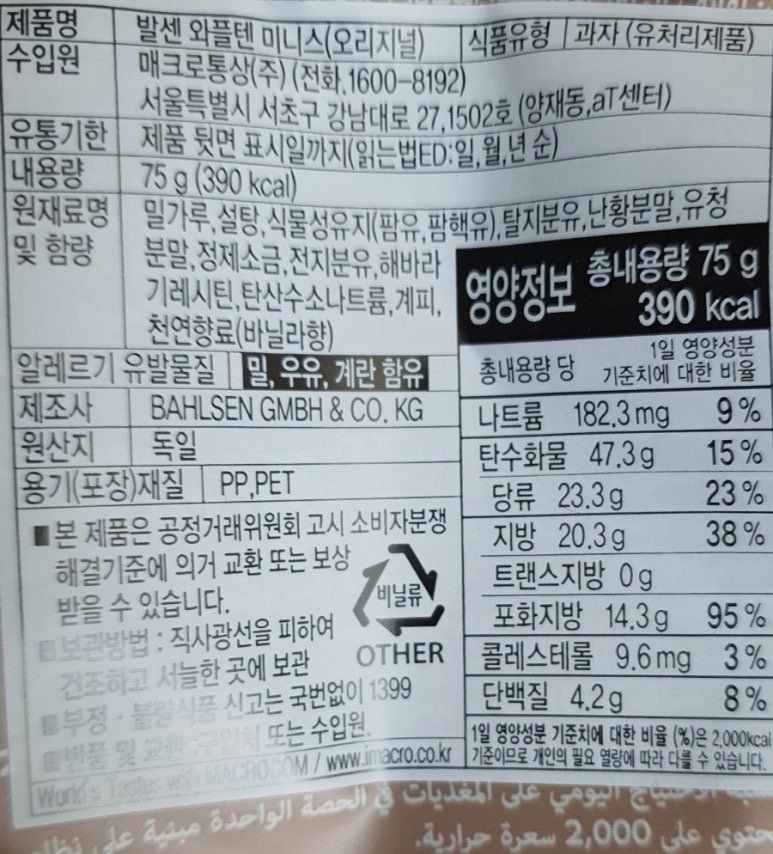 제품명 발센 와플텐 미니스(오리지널) 식품유형 과자 (유처리제품)
수입원 매크로통상(주) (전화.1600-8192)
서울특별시 서초구 강남대로 27,1502호 (양재동,aT센터)
유통기한 제품 뒷면 표시일까지(읽는법ED:일,월,년 순)
내용량 75 g (390 kcal)
원재료명 및 함량 밀가루,설탕,식물성유지(팜유,팜핵유),탈지분유,난황분말,유청
분말,정제소금,전지분유,해바라
기레시틴,탄산수소나트륨,계피,
천연향료(바닐라향)
알레르기 유발물질 밀, 우유, 계란 함유
제조사 BAHLSEN GMBH & CO. KG
원산지 독일
용기(포장)재질 PP,PET
■본 제품은 공정거래위원회 고시 소비자분쟁
해결기준에 의거 교환 또는 보상
받을 수 있습니다.
■보관방법 : 직사광선을 피하여
건조하고 서늘한 곳에 보관
■부정·불량식품 신고는 국번없이 1399
■반품 및 교환 : 구입처 또는 수입원
World's Tastes with MACROCOM / www.imacro.co.kr
비닐류
OTHER
영양정보 총내용량 75 g
390 kcal
총내용량 당 1일 영양성분
기준치에 대한 비율
나트륨 182.3 mg 9 %
탄수화물 47.3 g 15 %
당류 23.3 g 23 %
지방 20.3 g 38 %
트랜스지방 0 g
포화지방 14.3 g 95 %
콜레스테롤 9.6 mg 3 %
단백질 4.2 g 8 %
1일 영양성분 기준치에 대한 비율 (%)은 2,000kcal
기준이므로 개인의 필요 열량에 따라 다를 수 있습니다.
الاحتياج اليومي على المغذيات في الحصة الواحدة مبنية على
تحتوي على 2,000 سعرة حرارية.